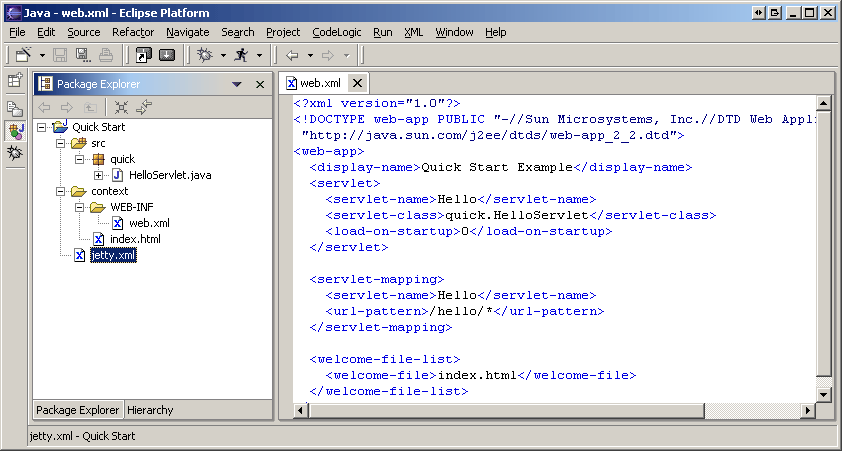 Java - web.xml - Eclipse Platform
File Edit Source Refactor Navigate Search Project CodeLogic Run XML Window Help
Package Explorer
Quick Start
src
quick
HelloServlet.java
context
WEB-INF
web.xml
index.html
jetty.xml
Package Explorer Hierarchy
web.xml
<?xml version="1.0"?>
<!DOCTYPE web-app PUBLIC "-//Sun Microsystems, Inc.//DTD Web Appli
"http://java.sun.com/j2ee/dtds/web-app_2_2.dtd">
<web-app>
<display-name>Quick Start Example</display-name>
<servlet>
<servlet-name>Hello</servlet-name>
<servlet-class>quick.HelloServlet</servlet-class>
<load-on-startup>0</load-on-startup>
</servlet>
<servlet-mapping>
<servlet-name>Hello</servlet-name>
<url-pattern>/hello/*</url-pattern>
</servlet-mapping>
<welcome-file-list>
<welcome-file>index.html</welcome-file>
</welcome-file-list>
jetty.xml - Quick Start